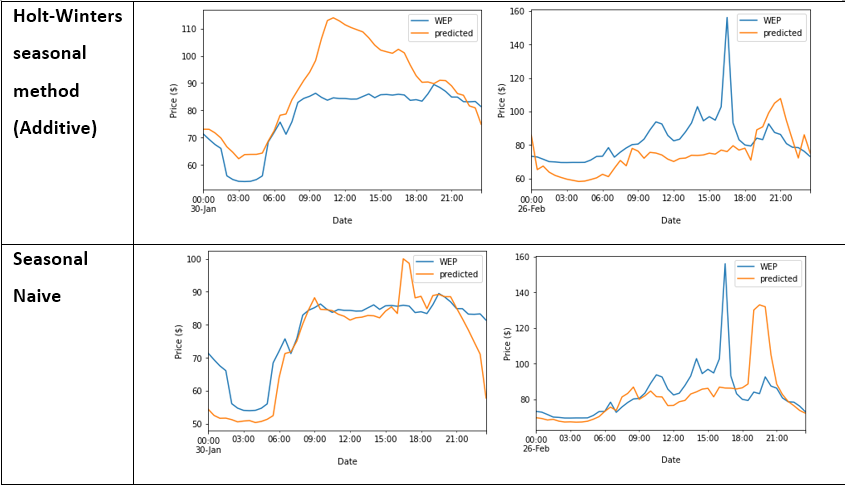 Holt-Winters
seasonal
method
(Additive)
WEP
predicted
Price ($)
110
100
90
80
70
60
00:00 03:00 06:00 09:00 12:00 15:00 18:00 21:00
30-Jan
Date
WEP
predicted
Price ($)
160
140
120
100
80
60
00:00 03:00 06:00 09:00 12:00 15:00 18:00 21:00
26-Feb
Date
Seasonal
Naive
WEP
predicted
Price ($)
100
90
80
70
60
50
00:00 03:00 06:00 09:00 12:00 15:00 18:00 21:00
30-Jan
Date
WEP
predicted
Price ($)
160
140
120
100
80
00:00 03:00 06:00 09:00 12:00 15:00 18:00 21:00
26-Feb
Date